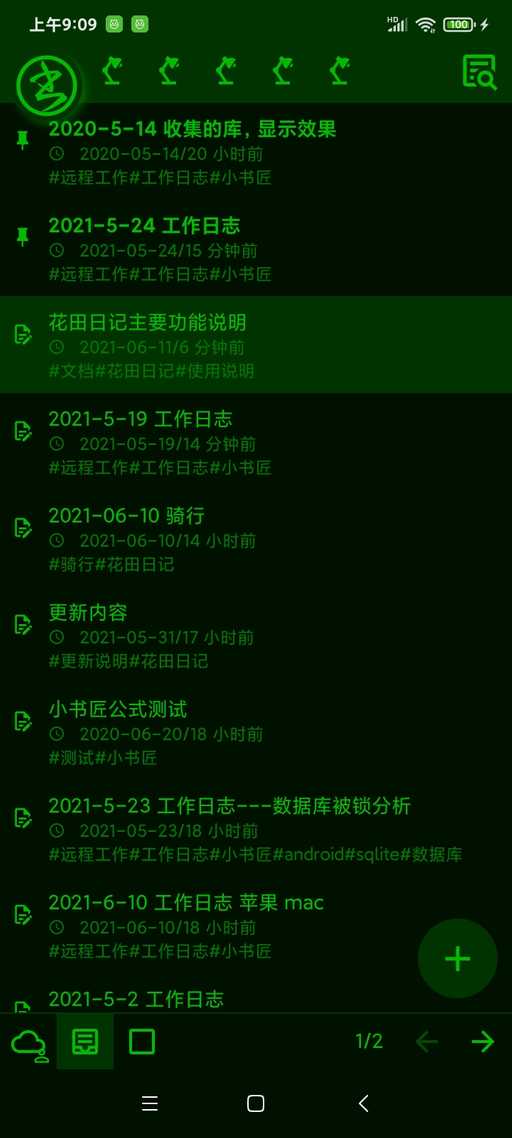 上午9:09
HD
100
2020-5-14 收集的库，显示效果
2020-05-14/20 小时前
#远程工作#工作日志#小书匠
2021-5-24 工作日志
2021-05-24/15 分钟前
#远程工作#工作日志#小书匠
花田日记主要功能说明
2021-06-11/6 分钟前
#文档#花田日记#使用说明
2021-5-19 工作日志
2021-05-19/14 分钟前
#远程工作#工作日志#小书匠
2021-06-10 骑行
2021-06-10/14 小时前
#骑行#花田日记
更新内容
2021-05-31/17 小时前
#更新说明#花田日记
小书匠公式测试
2020-06-20/18 小时前
#测试#小书匠
2021-5-23 工作日志---数据库被锁分析
2021-05-23/18 小时前
#远程工作#工作日志#小书匠#android#sqlite#数据库
2021-6-10 工作日志 苹果 mac
2021-06-10/18 小时前
#远程工作#工作日志#小书匠
2021-5-2 工作日志
1/2